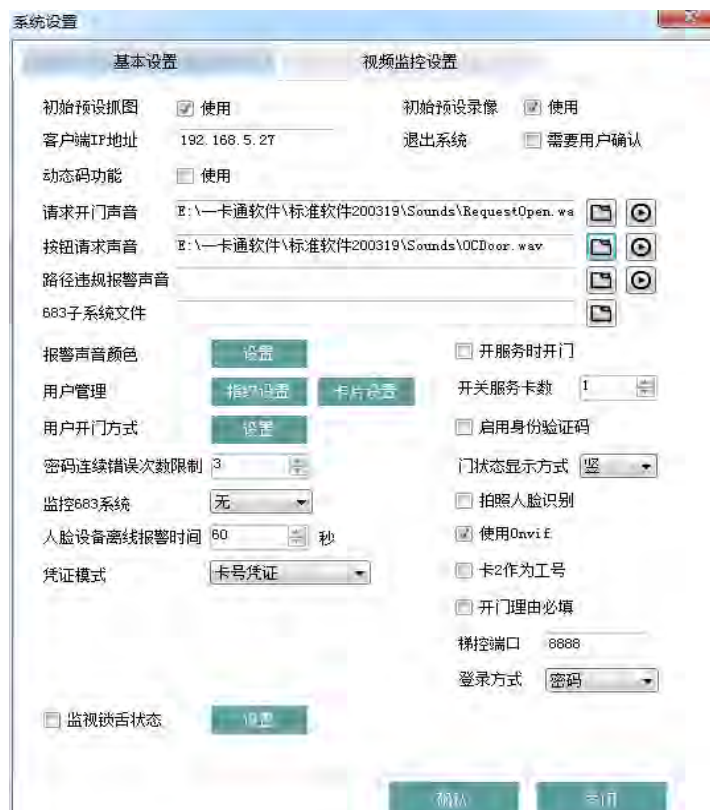 系统设置
基本设置 视频监控设置
初始预设抓图 使用 初始预设录像 使用
客户端IP地址 192.168.5.27 退出系统 需要用户确认
动态码功能 使用
请求开门声音 E:\一卡通软件\标准软件200319\Sounds\RequestOpen.wa
按钮请求声音 E:\一卡通软件\标准软件200319\Sounds\OCDoor.wav
路径违规报警声音
683子系统文件
报警声音颜色 设置 开服务时开门
用户管理 指纹设置 卡片设置 开关服务卡数 1
用户开门方式 设置 启用身份验证码
密码连续错误次数限制 3 门状态显示方式 竖
监控683系统 无 拍照人脸识别
人脸设备离线报警时间 60 秒 使用Onvif
凭证模式 卡号凭证 卡2作为工号
开门理由必填
梯控端口 8888
登录方式 密码
监视锁舌状态 设置
确认 关闭